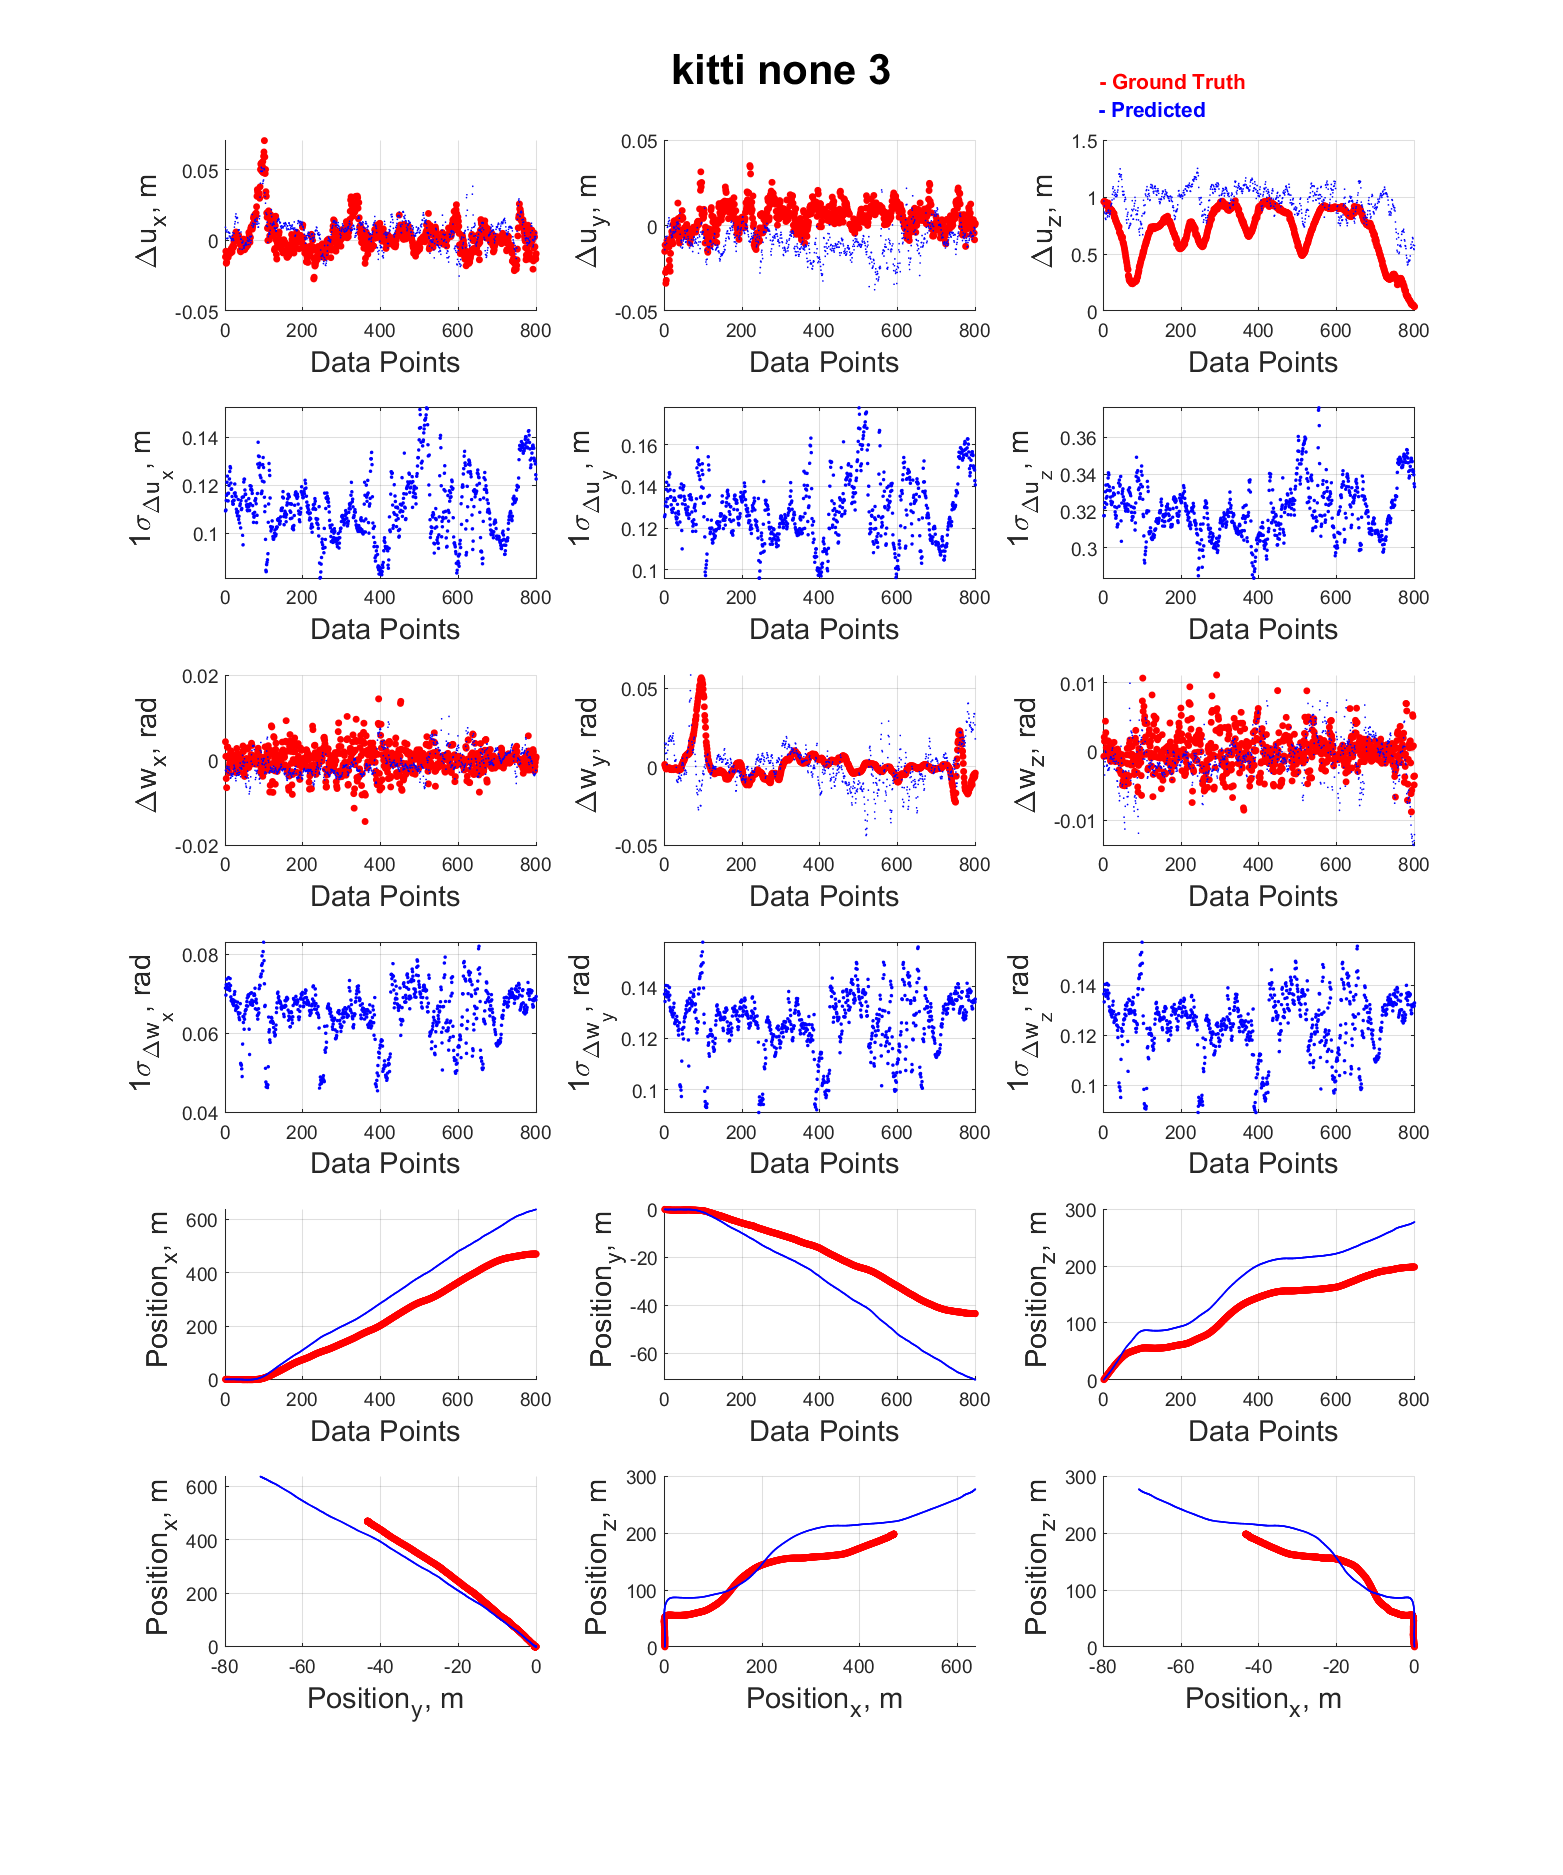 kitti none 3
- Ground Truth
- Predicted
Δu_x, m
0.05
0
-0.05
0 200 400 600 800
Data Points
Δu_y, m
0.05
0
-0.05
0 200 400 600 800
Data Points
Δu_z, m
1.5
1
0.5
0
0 200 400 600 800
Data Points
1σ_Δu_x, m
0.14
0.12
0.1
0 200 400 600 800
Data Points
1σ_Δu_y, m
0.16
0.14
0.12
0.1
0 200 400 600 800
Data Points
1σ_Δu_z, m
0.36
0.34
0.32
0.3
0 200 400 600 800
Data Points
Δw_x, rad
0.02
0
-0.02
0 200 400 600 800
Data Points
Δw_y, rad
0.05
0
-0.05
0 200 400 600 800
Data Points
Δw_z, rad
0.01
0
-0.01
0 200 400 600 800
Data Points
1σ_Δw_x, rad
0.08
0.06
0.04
0 200 400 600 800
Data Points
1σ_Δw_y, rad
0.14
0.12
0.1
0 200 400 600 800
Data Points
1σ_Δw_z, rad
0.14
0.12
0.1
0 200 400 600 800
Data Points
Position_x, m
600
400
200
0
0 200 400 600 800
Data Points
Position_y, m
0
-20
-40
-60
0 200 400 600 800
Data Points
Position_z, m
300
200
100
0
0 200 400 600 800
Data Points
Position_x, m
600
400
200
0
-80 -60 -40 -20 0
Position_y, m
Position_z, m
300
200
100
0
0 200 400 600
Position_x, m
Position_z, m
300
200
100
0
-80 -60 -40 -20 0
Position_x, m